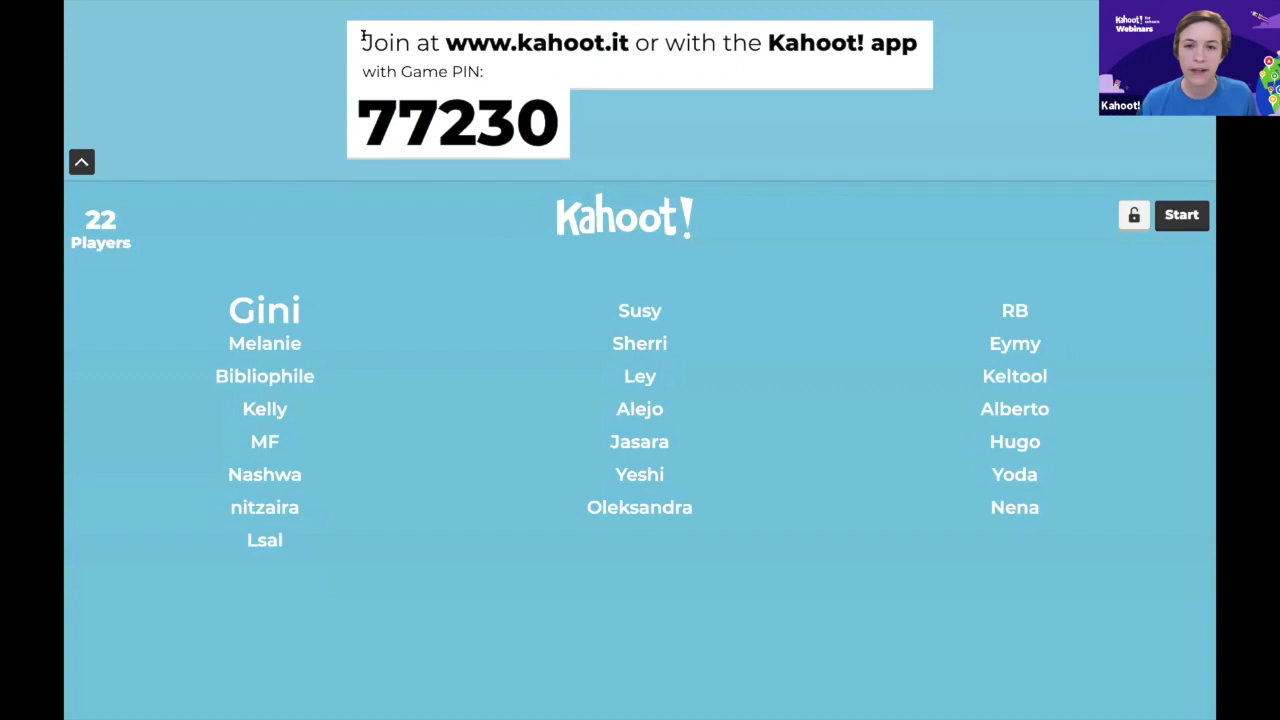 Join at www.kahoot.it or with the Kahoot! app
with Game PIN:
77230
Kahoot!
Webinars
Kahoot!
22
Players
Kahoot!
Start
Gini
Susy
RB
Melanie
Sherri
Eymy
Bibliophile
Ley
Keltool
Kelly
Alejo
Alberto
MF
Jasara
Hugo
Nashwa
Yeshi
Yoda
nitzaira
Oleksandra
Nena
Lsal